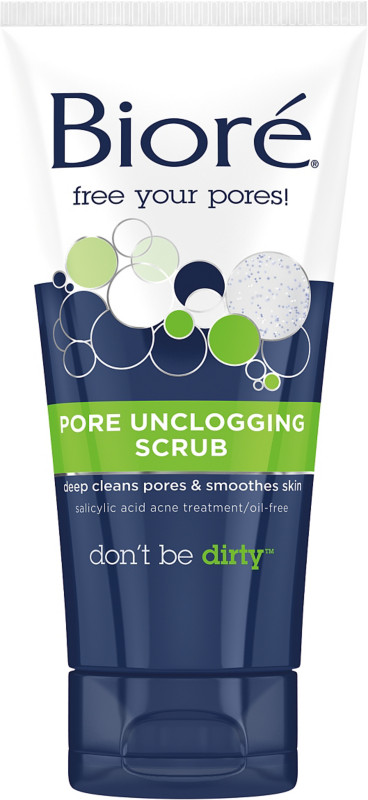 Bioré®
free your pores!
PORE UNCLOGGING
SCRUB
deep cleans pores & smoothes skin
salicylic acid acne treatment/oil-free
don't be dirty™